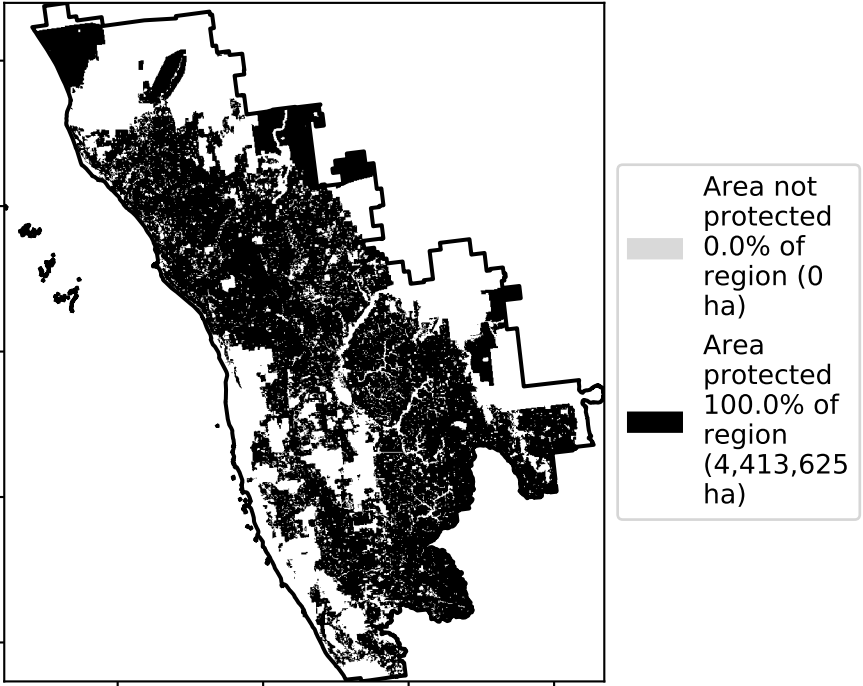 Area not
protected
0.0% of
region (0
ha)
Area
protected
100.0% of
region
(4,413,625
ha)